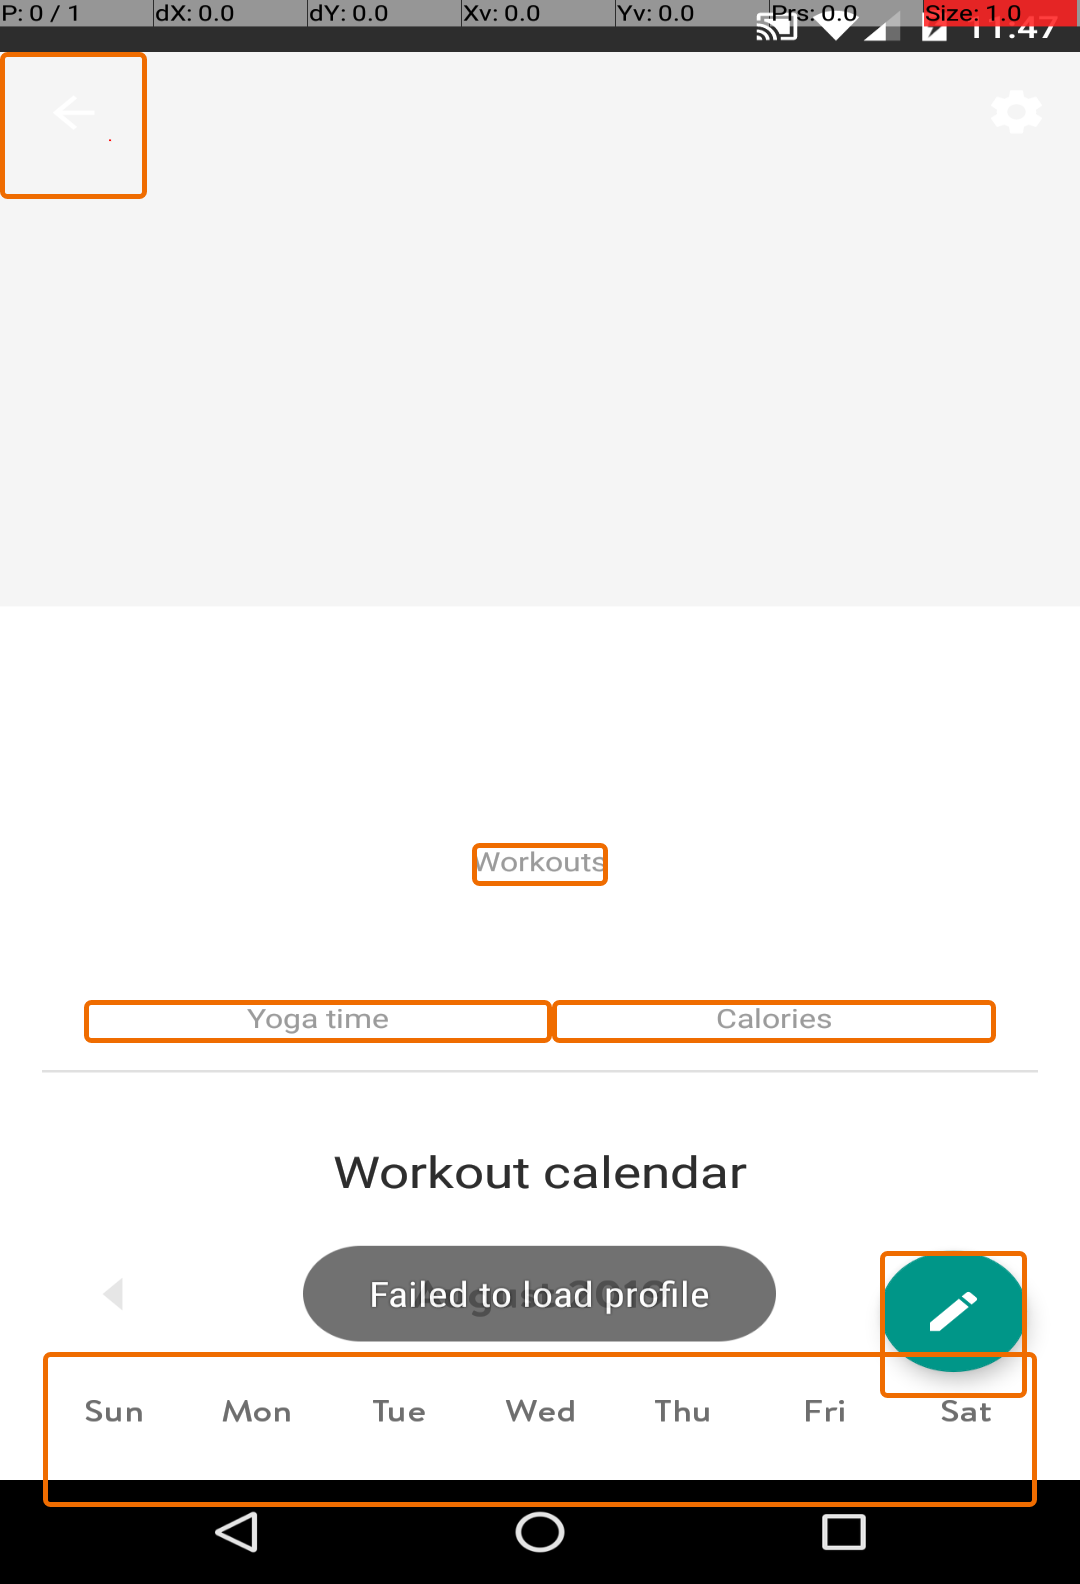 P: 0 / 1 dX: 0.0 dY: 0.0 Xv: 0.0 Yv: 0.0 Prs: 0.0 Size: 1.0
11:47
Workouts
Yoga time Calories
Workout calendar
Failed to load profile
Sun Mon Tue Wed Thu Fri Sat